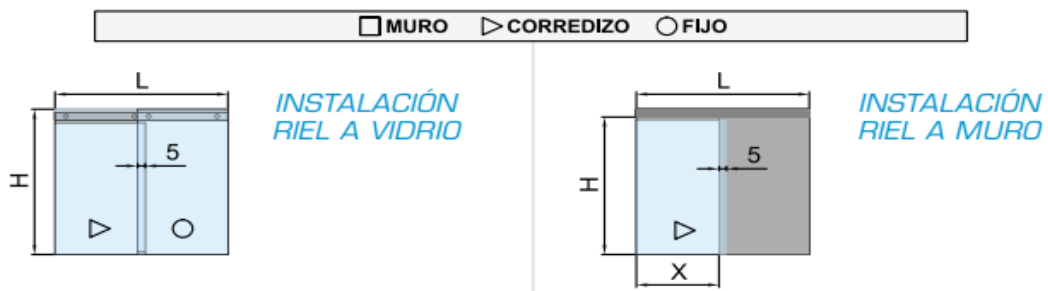 MURO CORREDIZO FIJO
L
INSTALACIÓN
RIEL A VIDRIO
5
H
L
INSTALACIÓN
RIEL A MURO
5
H
X